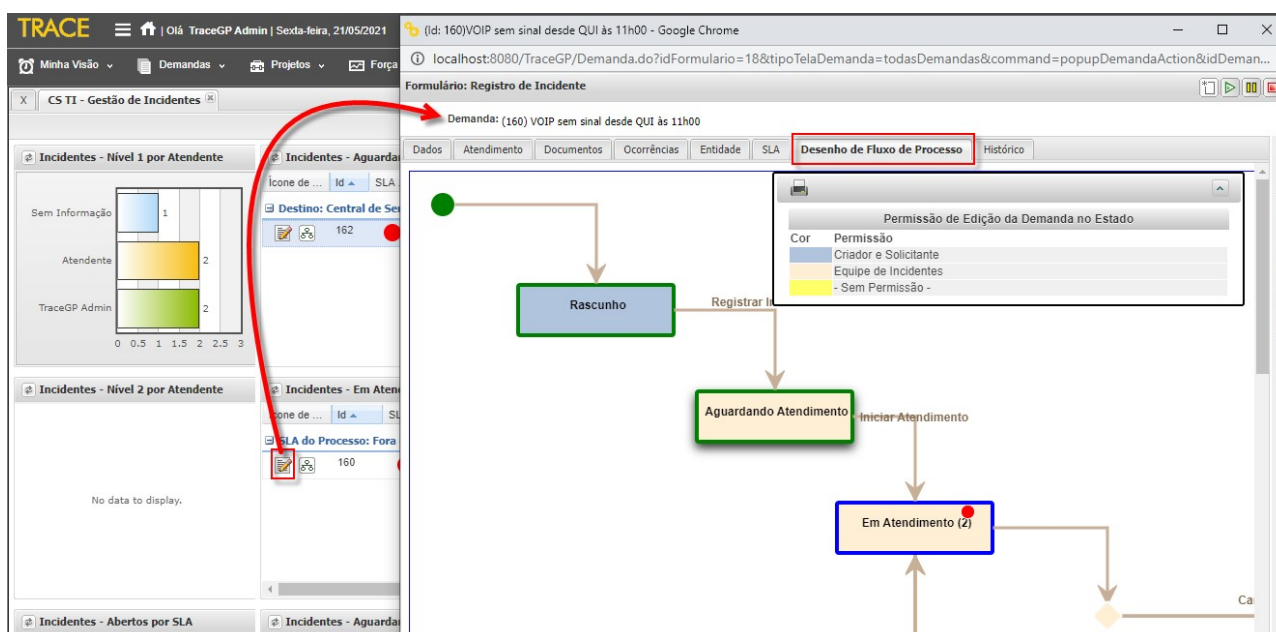 TRACE
| Olá TraceGP Admin | Sexta-feira, 21/05/2021
Minha Visão
Demandas
Projetos
Força
X
CS TI - Gestão de Incidentes
Incidentes - Nível 1 por Atendente
Sem Informação
1
Atendente
2
TraceGP Admin
2
0 0.5 1 1.5 2 2.5 3
Incidentes - Aguarda
Ícone de ... Id SLA
Destino: Central de Ser
162
Incidentes - Nível 2 por Atendente
No data to display.
Incidentes - Em Aten
Ícone de ... Id SL
SLA do Processo: Fora
160
Incidentes - Abertos por SLA
Incidentes - Aguarda
(Id: 160)VOIP sem sinal desde QUI às 11h00 - Google Chrome
localhost:8080/TraceGP/Demanda.do?idFormulario=18&tipoTelaDemanda=todasDemandas&command=popupDemandaAction&idDeman...
Formulário: Registro de Incidente
Demanda: (160) VOIP sem sinal desde QUI às 11h00
Dados Atendimento Documentos Ocorrências Entidade SLA Desenho de Fluxo de Processo Histórico
Permissão de Edição da Demanda no Estado
Cor Permissão
Criador e Solicitante
Equipe de Incidentes
- Sem Permissão -
Rascunho
Registrar I
Aguardando Atendimento
Iniciar Atendimento
Em Atendimento (2)
Ca